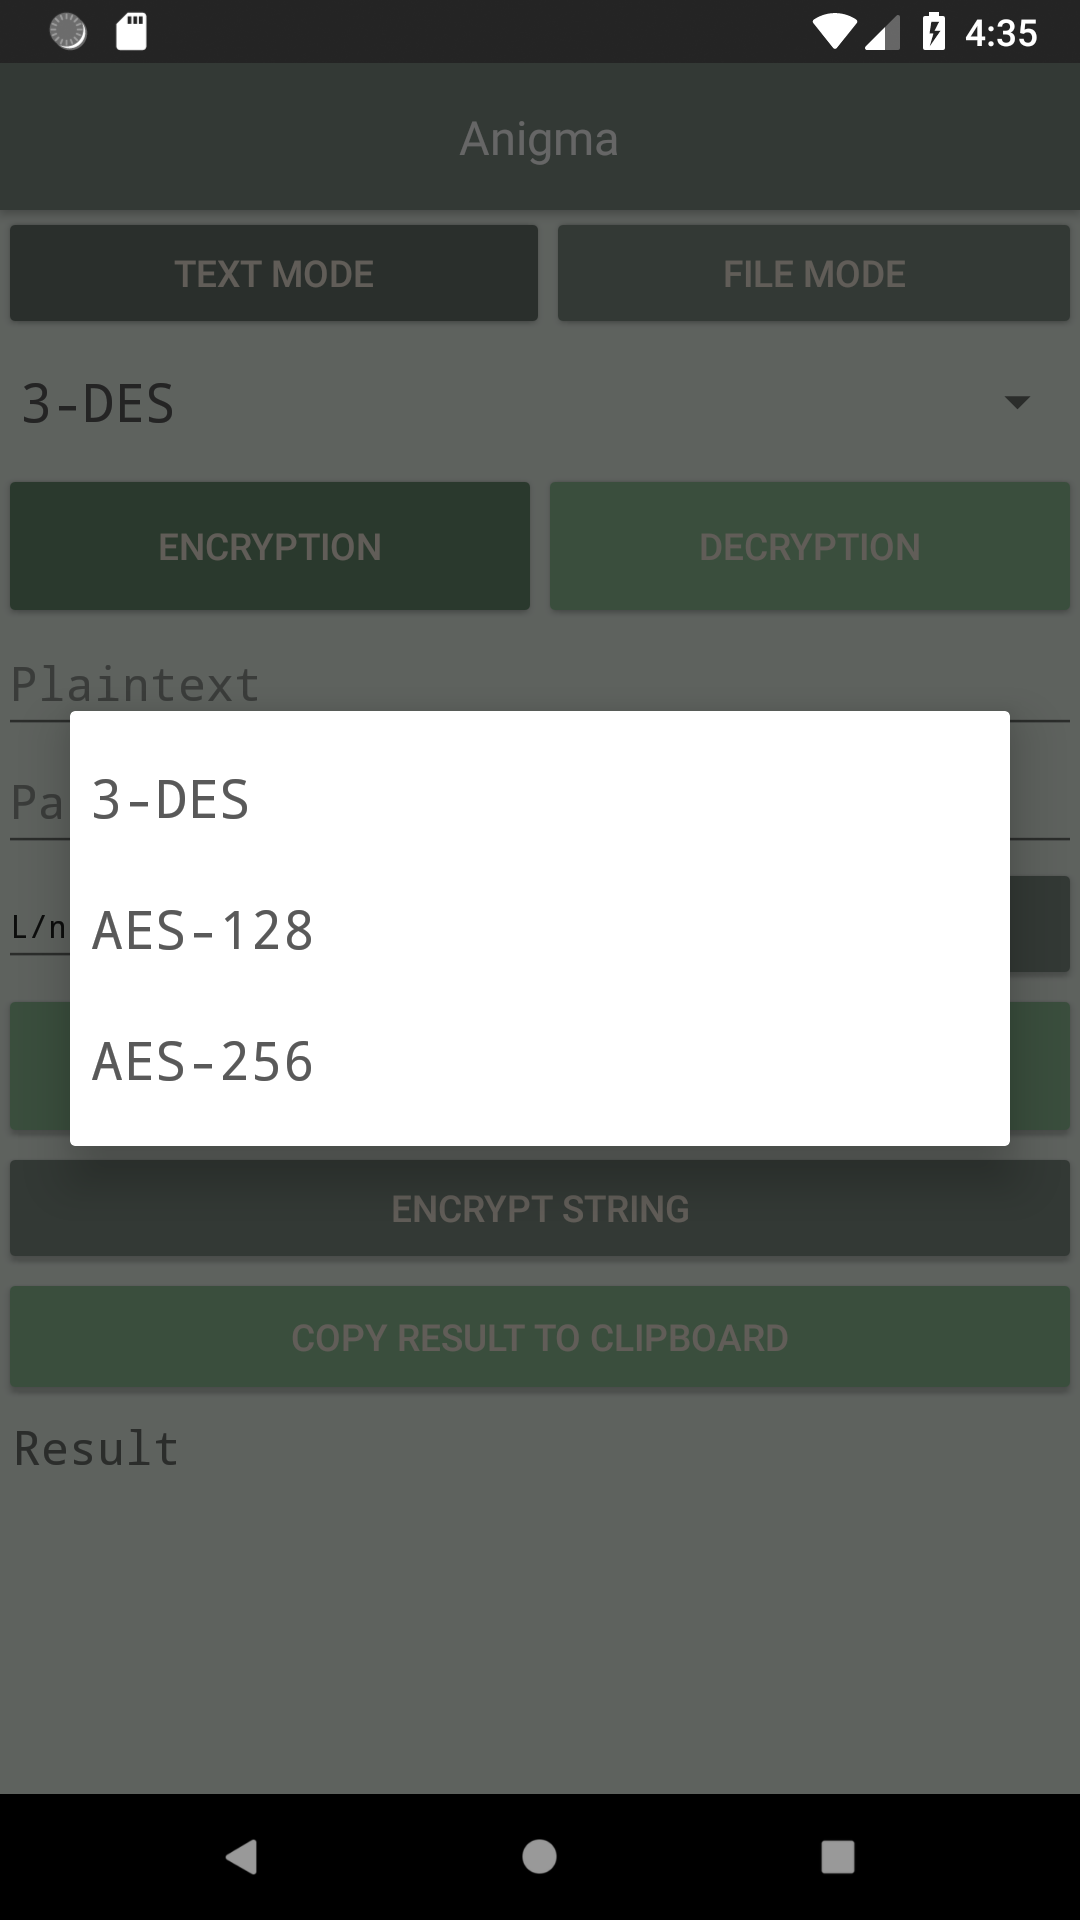 4:35
Anigma
TEXT MODE FILE MODE
3-DES
ENCRYPTION DECRYPTION
Plaintext
Pa
3-DES
L/n
AES-128
AES-256
ENCRYPT STRING
COPY RESULT TO CLIPBOARD
Result